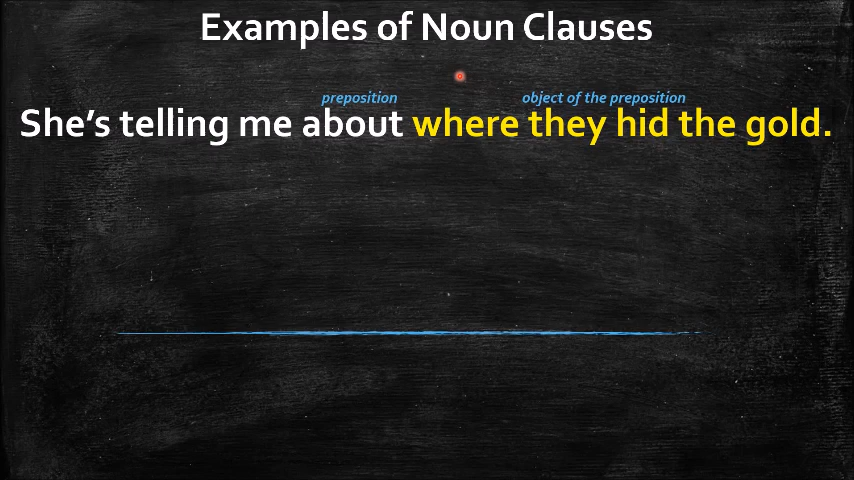 Examples of Noun Clauses
preposition object of the preposition
She's telling me about where they hid the gold.